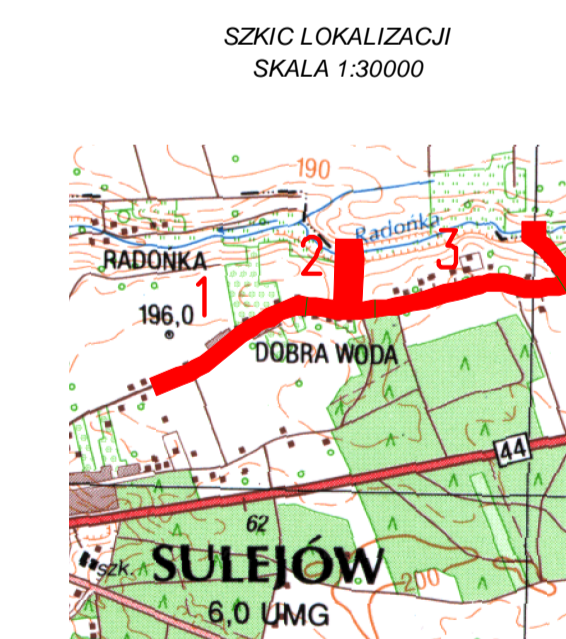 SZKIC LOKALIZACJI
SKALA 1:30000
190
Radońka
RADONKA
1
2
3
196,0
DOBRA WODA
44
62
szk.
SULEJÓW
200
6,0 UMG